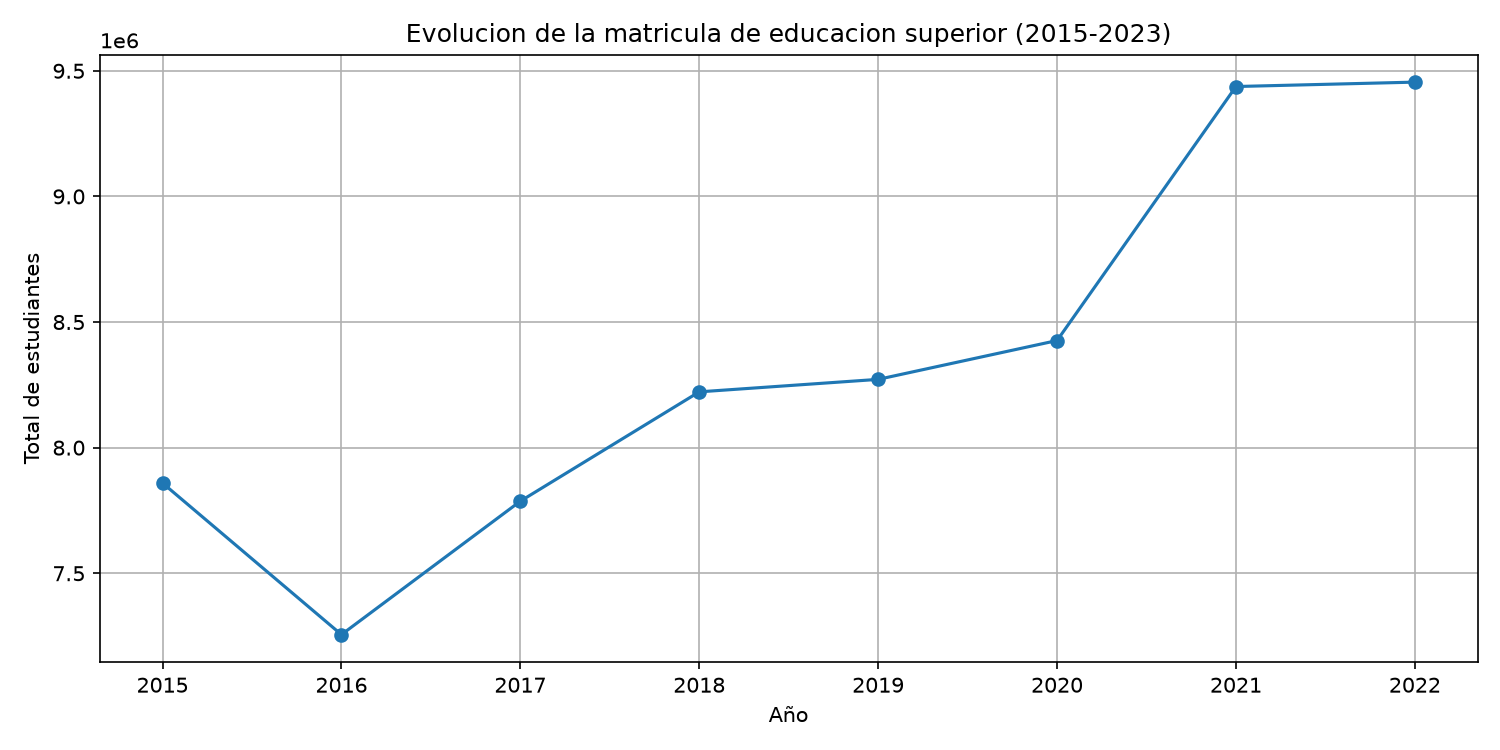 Evolucion de la matricula de educacion superior (2015-2023)
1e6
9.5
9.0
8.5
8.0
7.5
Total de estudiantes
2015 2016 2017 2018 2019 2020 2021 2022
Año